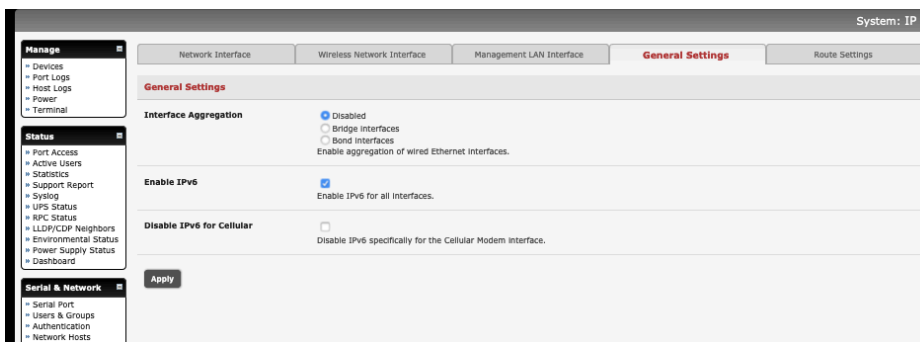 System: IP
Manage
Devices
Port Logs
Host Logs
Power
Terminal
Status
Port Access
Active Users
Statistics
Support Report
Syslog
UPS Status
RPC Status
LLDP/CDP Neighbors
Environmental Status
Power Supply Status
Dashboard
Serial & Network
Serial Port
Users & Groups
Authentication
Network Hosts
Network Interface
Wireless Network Interface
Management LAN Interface
General Settings
Route Settings
General Settings
Interface Aggregation
Disabled
Bridge interfaces
Bond interfaces
Enable aggregation of wired Ethernet interfaces.
Enable IPv6
Enable IPv6 for all interfaces.
Disable IPv6 for Cellular
Disable IPv6 specifically for the Cellular Modem interface.
Apply